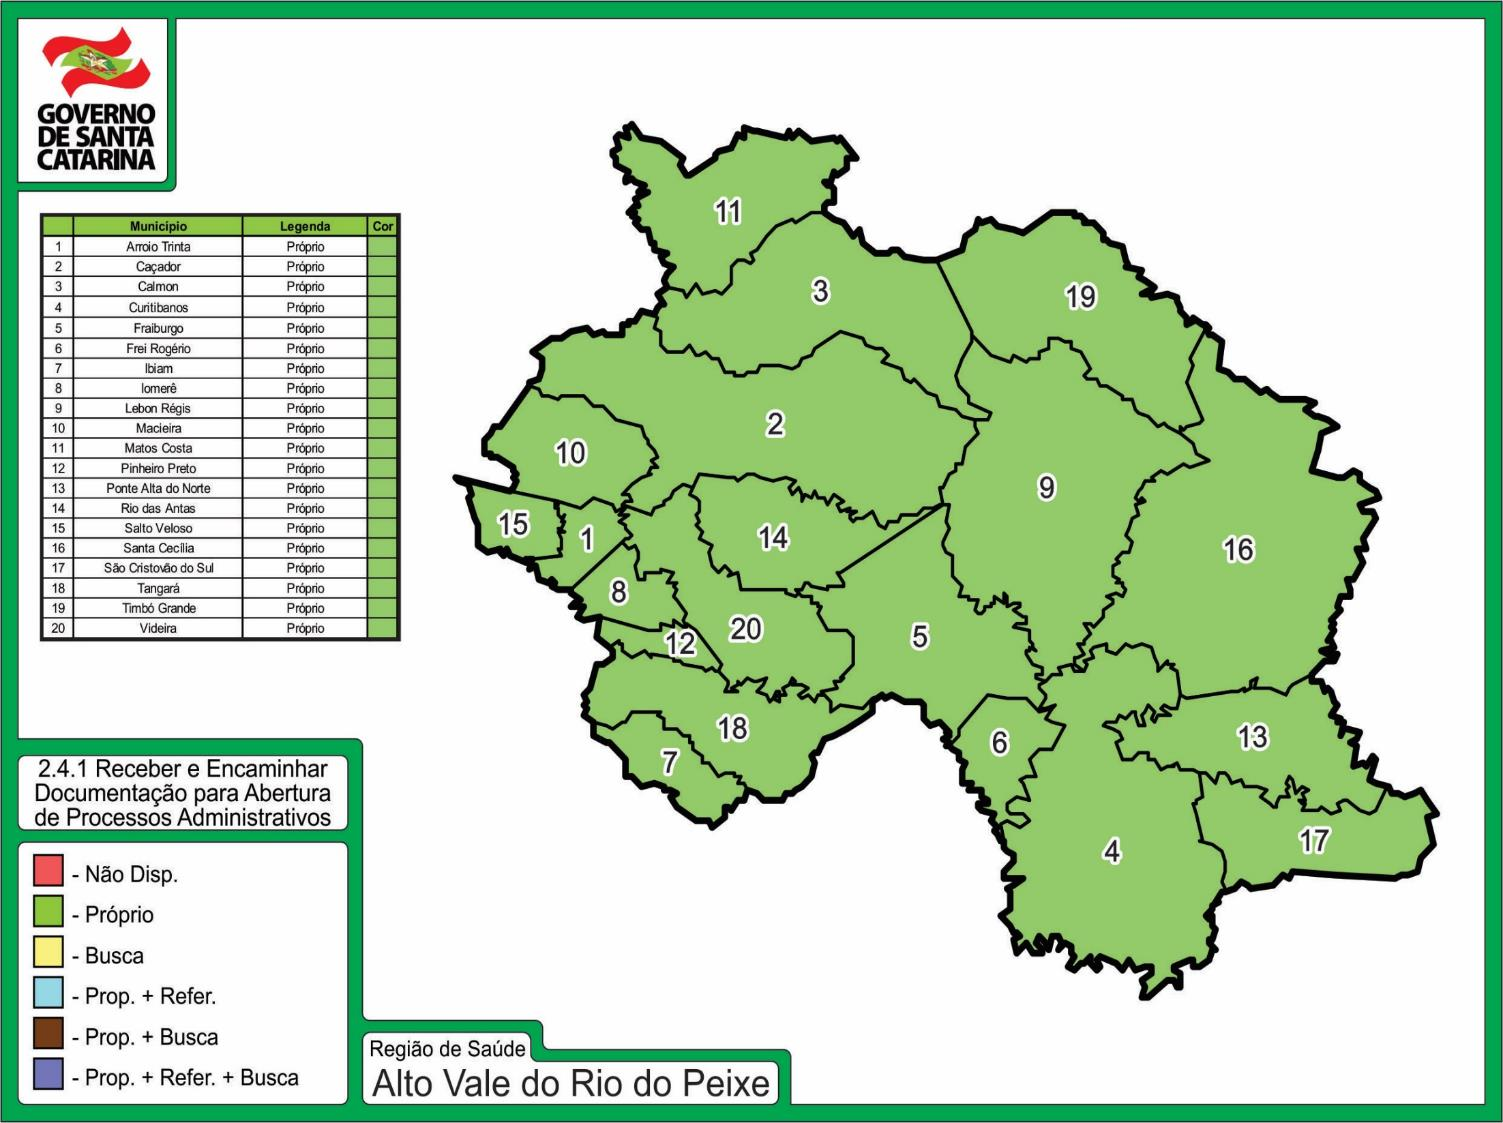 GOVERNO
DE SANTA
CATARINA
Município Legenda Cor
1 Arroio Trinta Próprio
2 Caçador Próprio
3 Calmon Próprio
4 Curitibanos Próprio
5 Fraiburgo Próprio
6 Frei Rogério Próprio
7 Ibiam Próprio
8 Iomerê Próprio
9 Lebon Régis Próprio
10 Macieira Próprio
11 Matos Costa Próprio
12 Pinheiro Preto Próprio
13 Ponte Alta do Norte Próprio
14 Rio das Antas Próprio
15 Salto Veloso Próprio
16 Santa Cecília Próprio
17 São Cristovão do Sul Próprio
18 Tangará Próprio
19 Timbó Grande Próprio
20 Videira Próprio
11
3
19
2
10
9
15
1
14
16
8
20
12
5
18
6
13
7
4
17
2.4.1 Receber e Encaminhar
Documentação para Abertura
de Processos Administrativos
- Não Disp.
- Próprio
- Busca
- Prop. + Refer.
- Prop. + Busca
- Prop. + Refer. + Busca
Região de Saúde
Alto Vale do Rio do Peixe